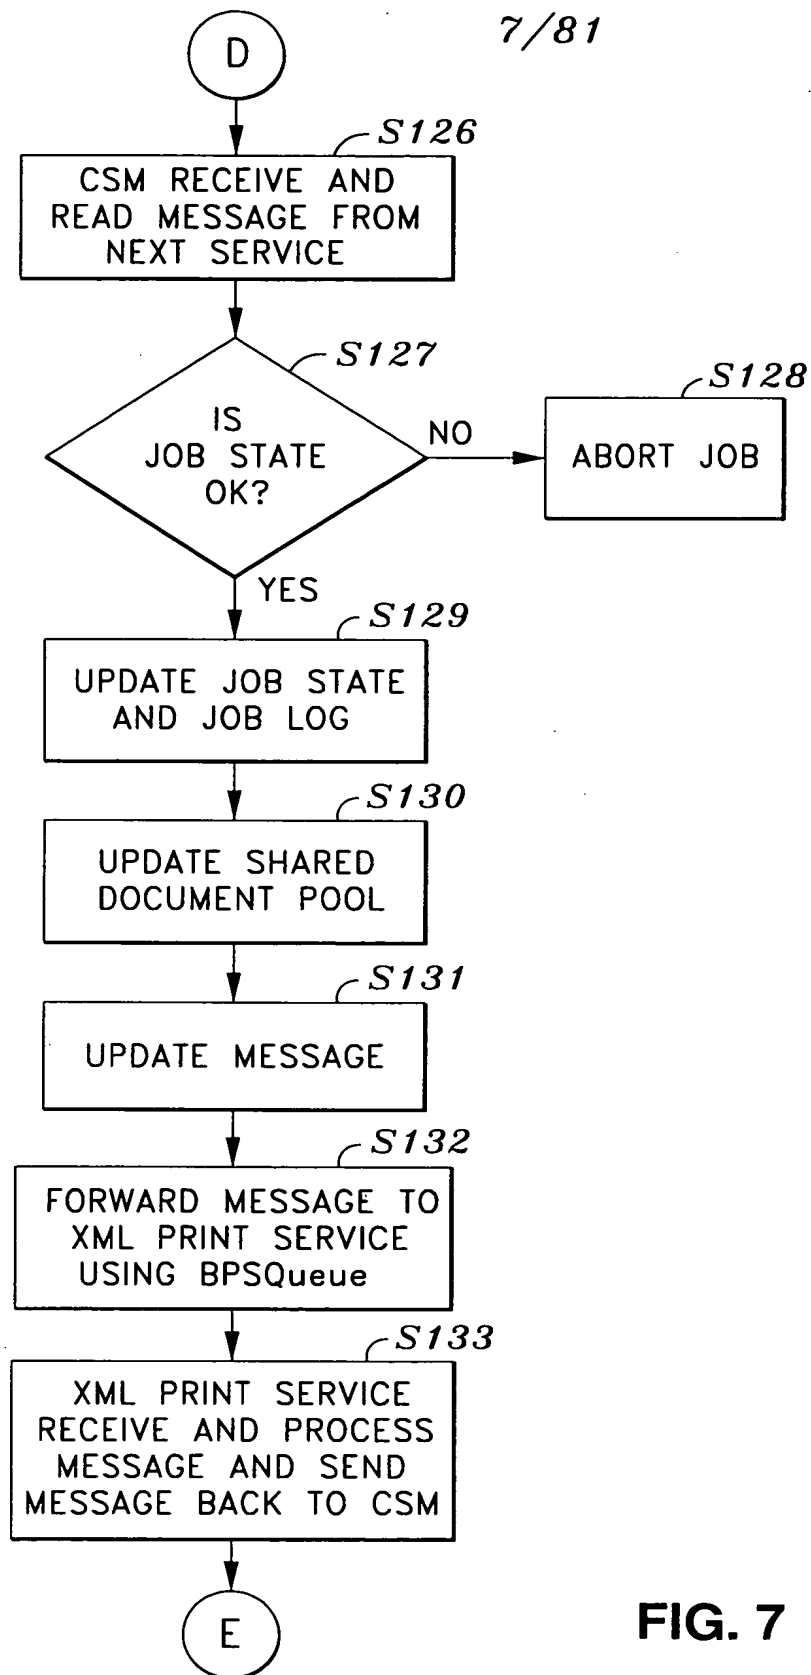 7/81
D
S126
CSM RECEIVE AND
READ MESSAGE FROM
NEXT SERVICE
S127
IS
JOB STATE
OK?
NO
S128
ABORT JOB
YES
S129
UPDATE JOB STATE
AND JOB LOG
S130
UPDATE SHARED
DOCUMENT POOL
S131
UPDATE MESSAGE
S132
FORWARD MESSAGE TO
XML PRINT SERVICE
USING BPSQueue
S133
XML PRINT SERVICE
RECEIVE AND PROCESS
MESSAGE AND SEND
MESSAGE BACK TO CSM
E
FIG. 7